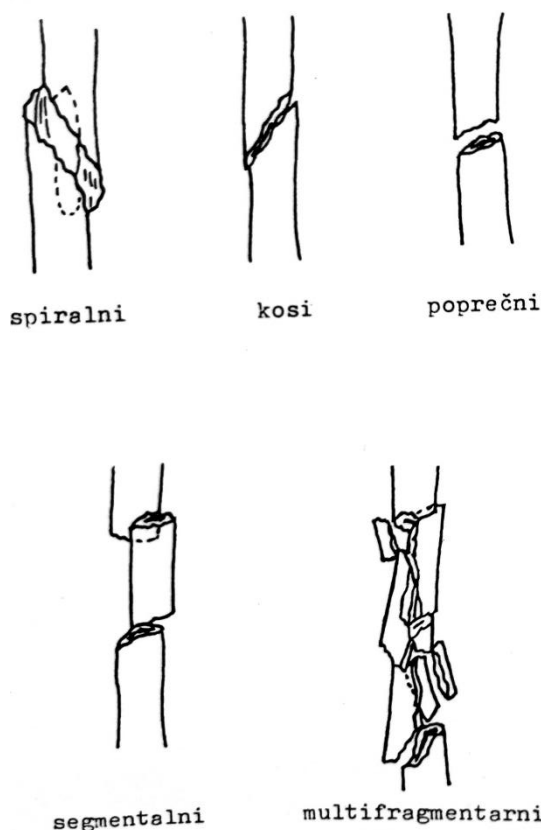 spiralni
kosi
poprečni
segmentalni
multifragmentarni